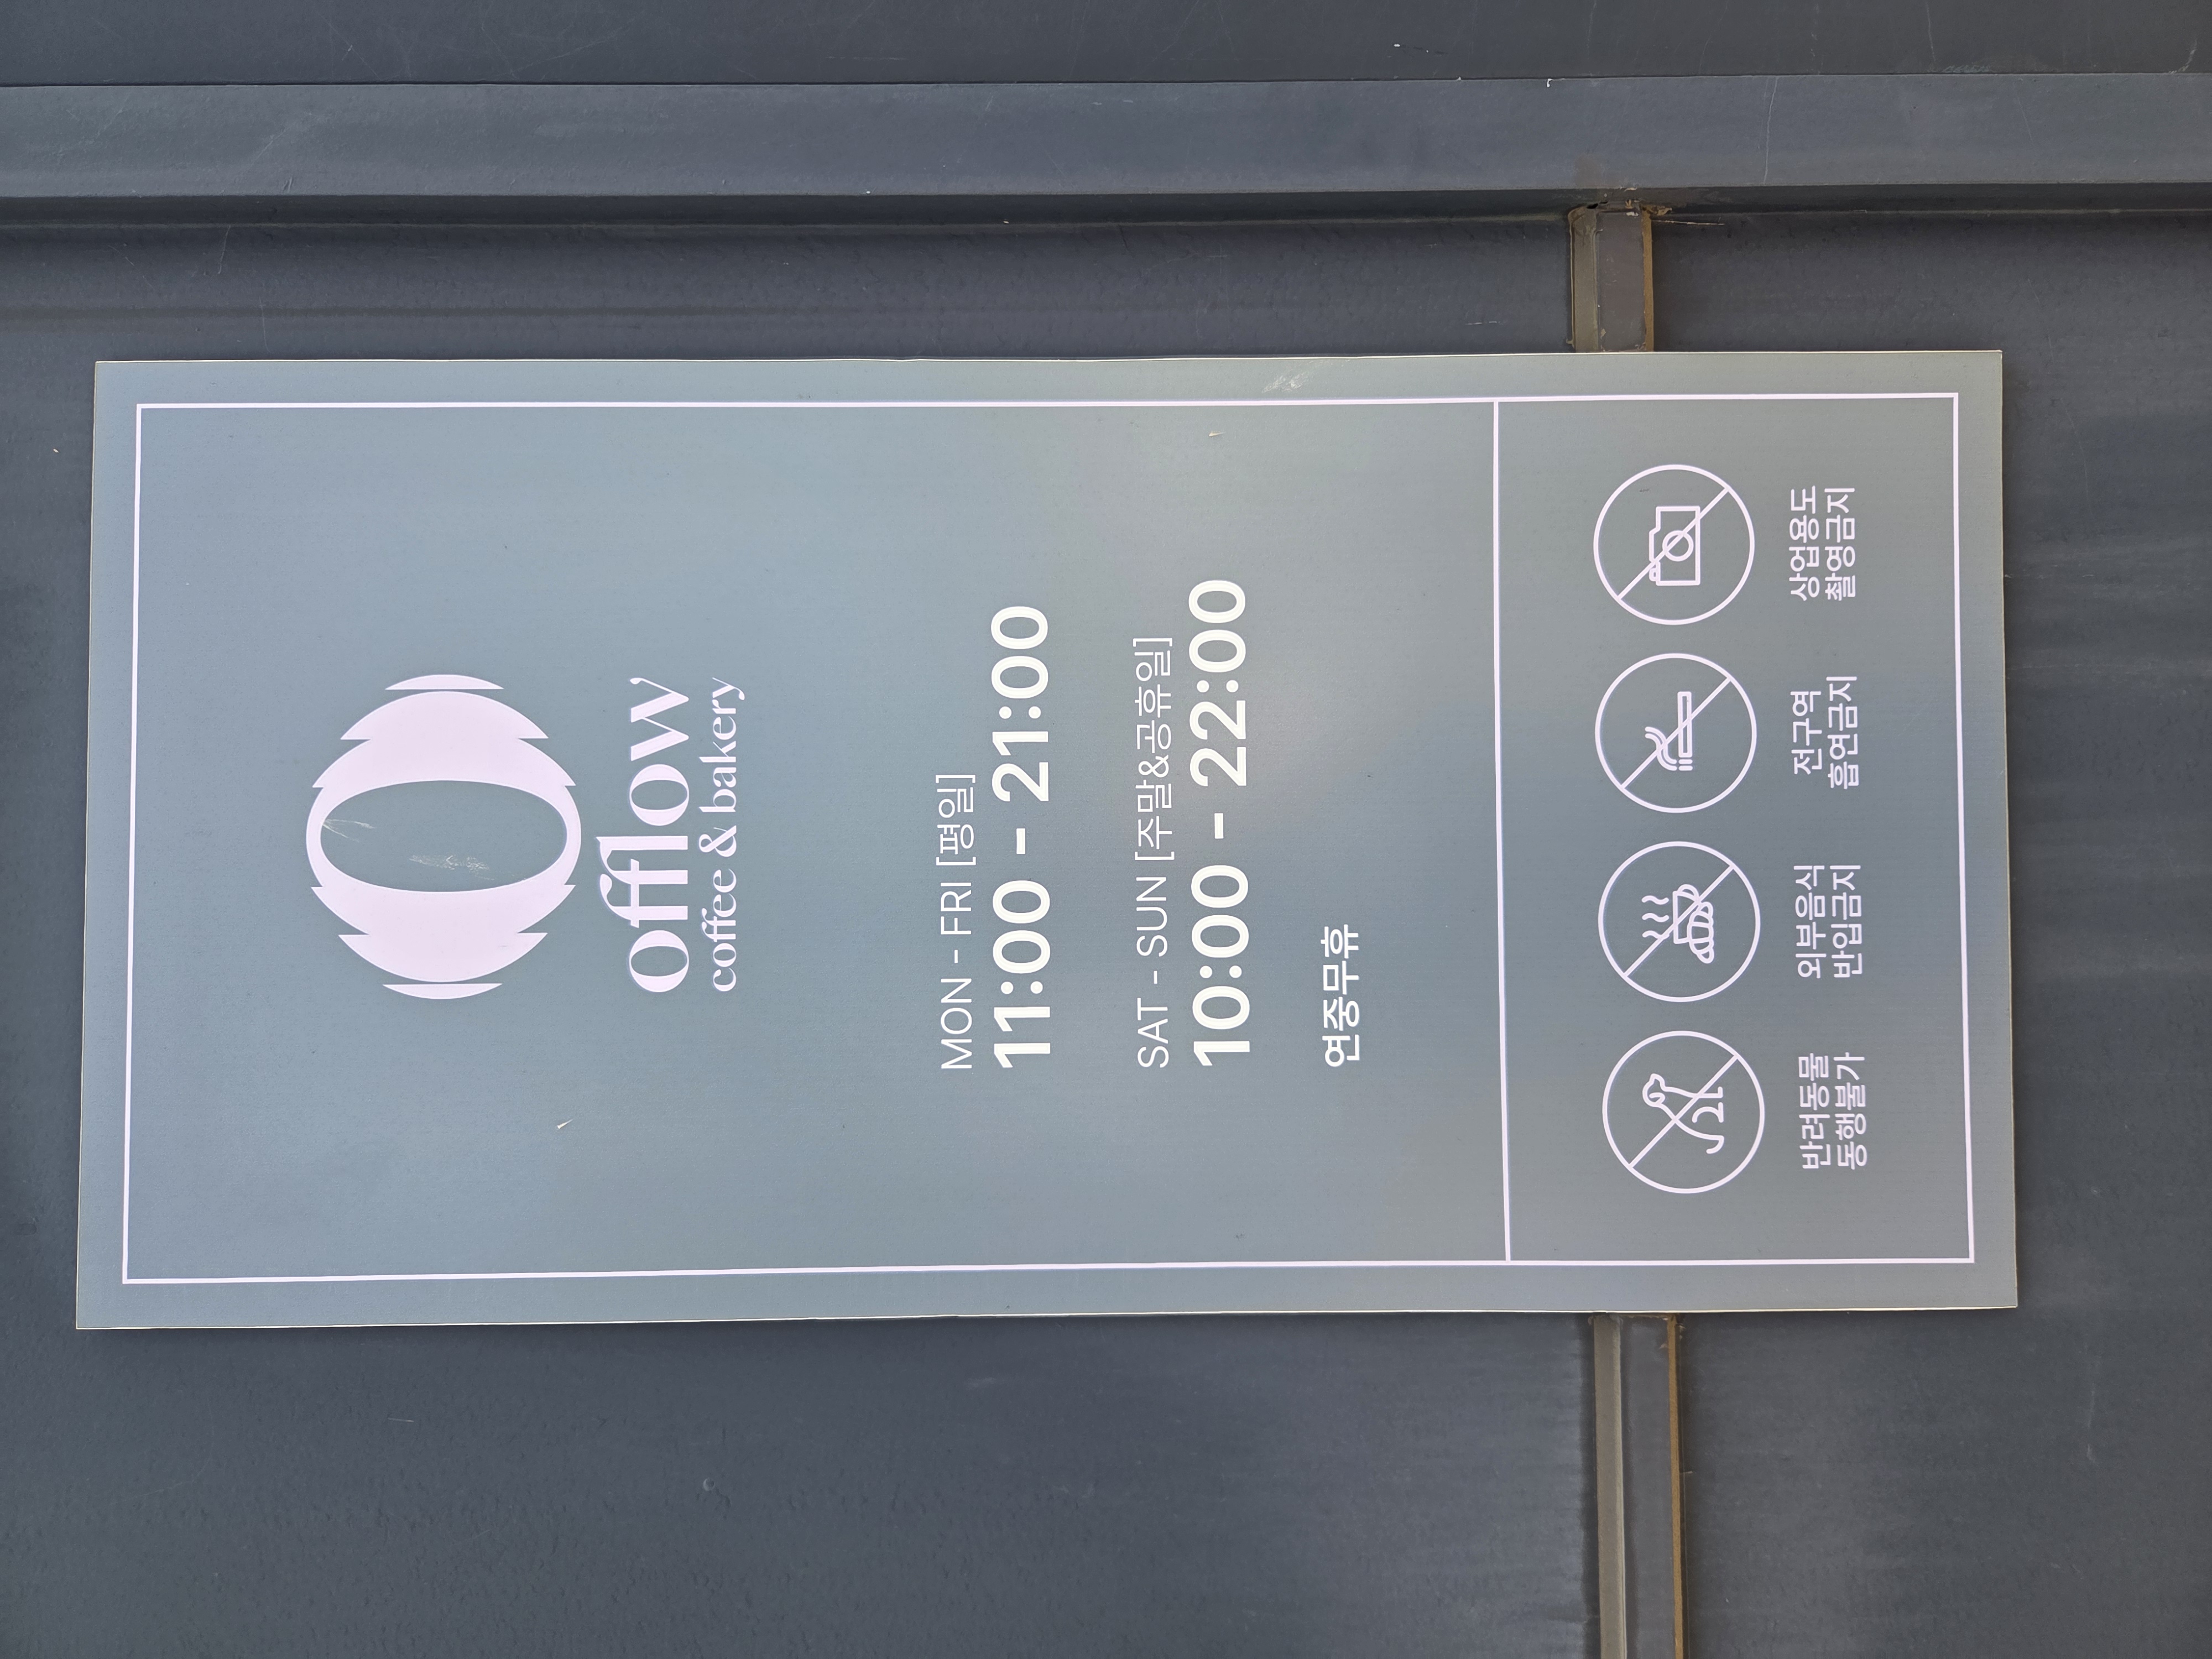 offlow
coffee & bakery
MON - FRI [평일]
11:00 - 21:00
SAT - SUN [주말&공휴일]
10:00 - 22:00
연중무휴
반려동물
동행불가
외부음식
반입금지
전구역
흡연금지
상업용도
촬영금지